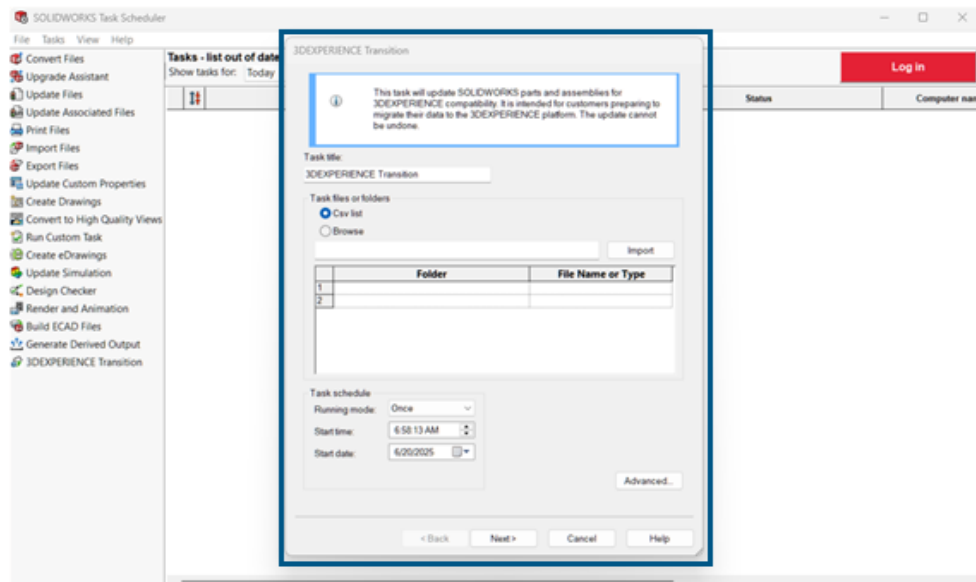 SOLIDWORKS Task Scheduler
File Tasks View Help
Convert Files
Upgrade Assistant
Update Files
Update Associated Files
Print Files
Import Files
Export Files
Update Custom Properties
Create Drawings
Convert to High Quality Views
Run Custom Task
Create eDrawings
Update Simulation
Design Checker
Render and Animation
Build ECAD Files
Generate Derived Output
3DEXPERIENCE Transition
Tasks - list out of date
Show tasks for: Today
Log in
Status
Computer nam
3DEXPERIENCE Transition
This task will update SOLIDWORKS parts and assemblies for
3DEXPERIENCE compatibility. It is intended for customers preparing to
migrate their data to the 3DEXPERIENCE platform. The update cannot
be undone.
Task title:
3DEXPERIENCE Transition
Task files or folders
Csv list
Browse
Import
Folder File Name or Type
1
2
Task schedule
Running mode: Once
Start time: 6:58:13 AM
Start date: 6/20/2025
Advanced...
< Back Next > Cancel Help